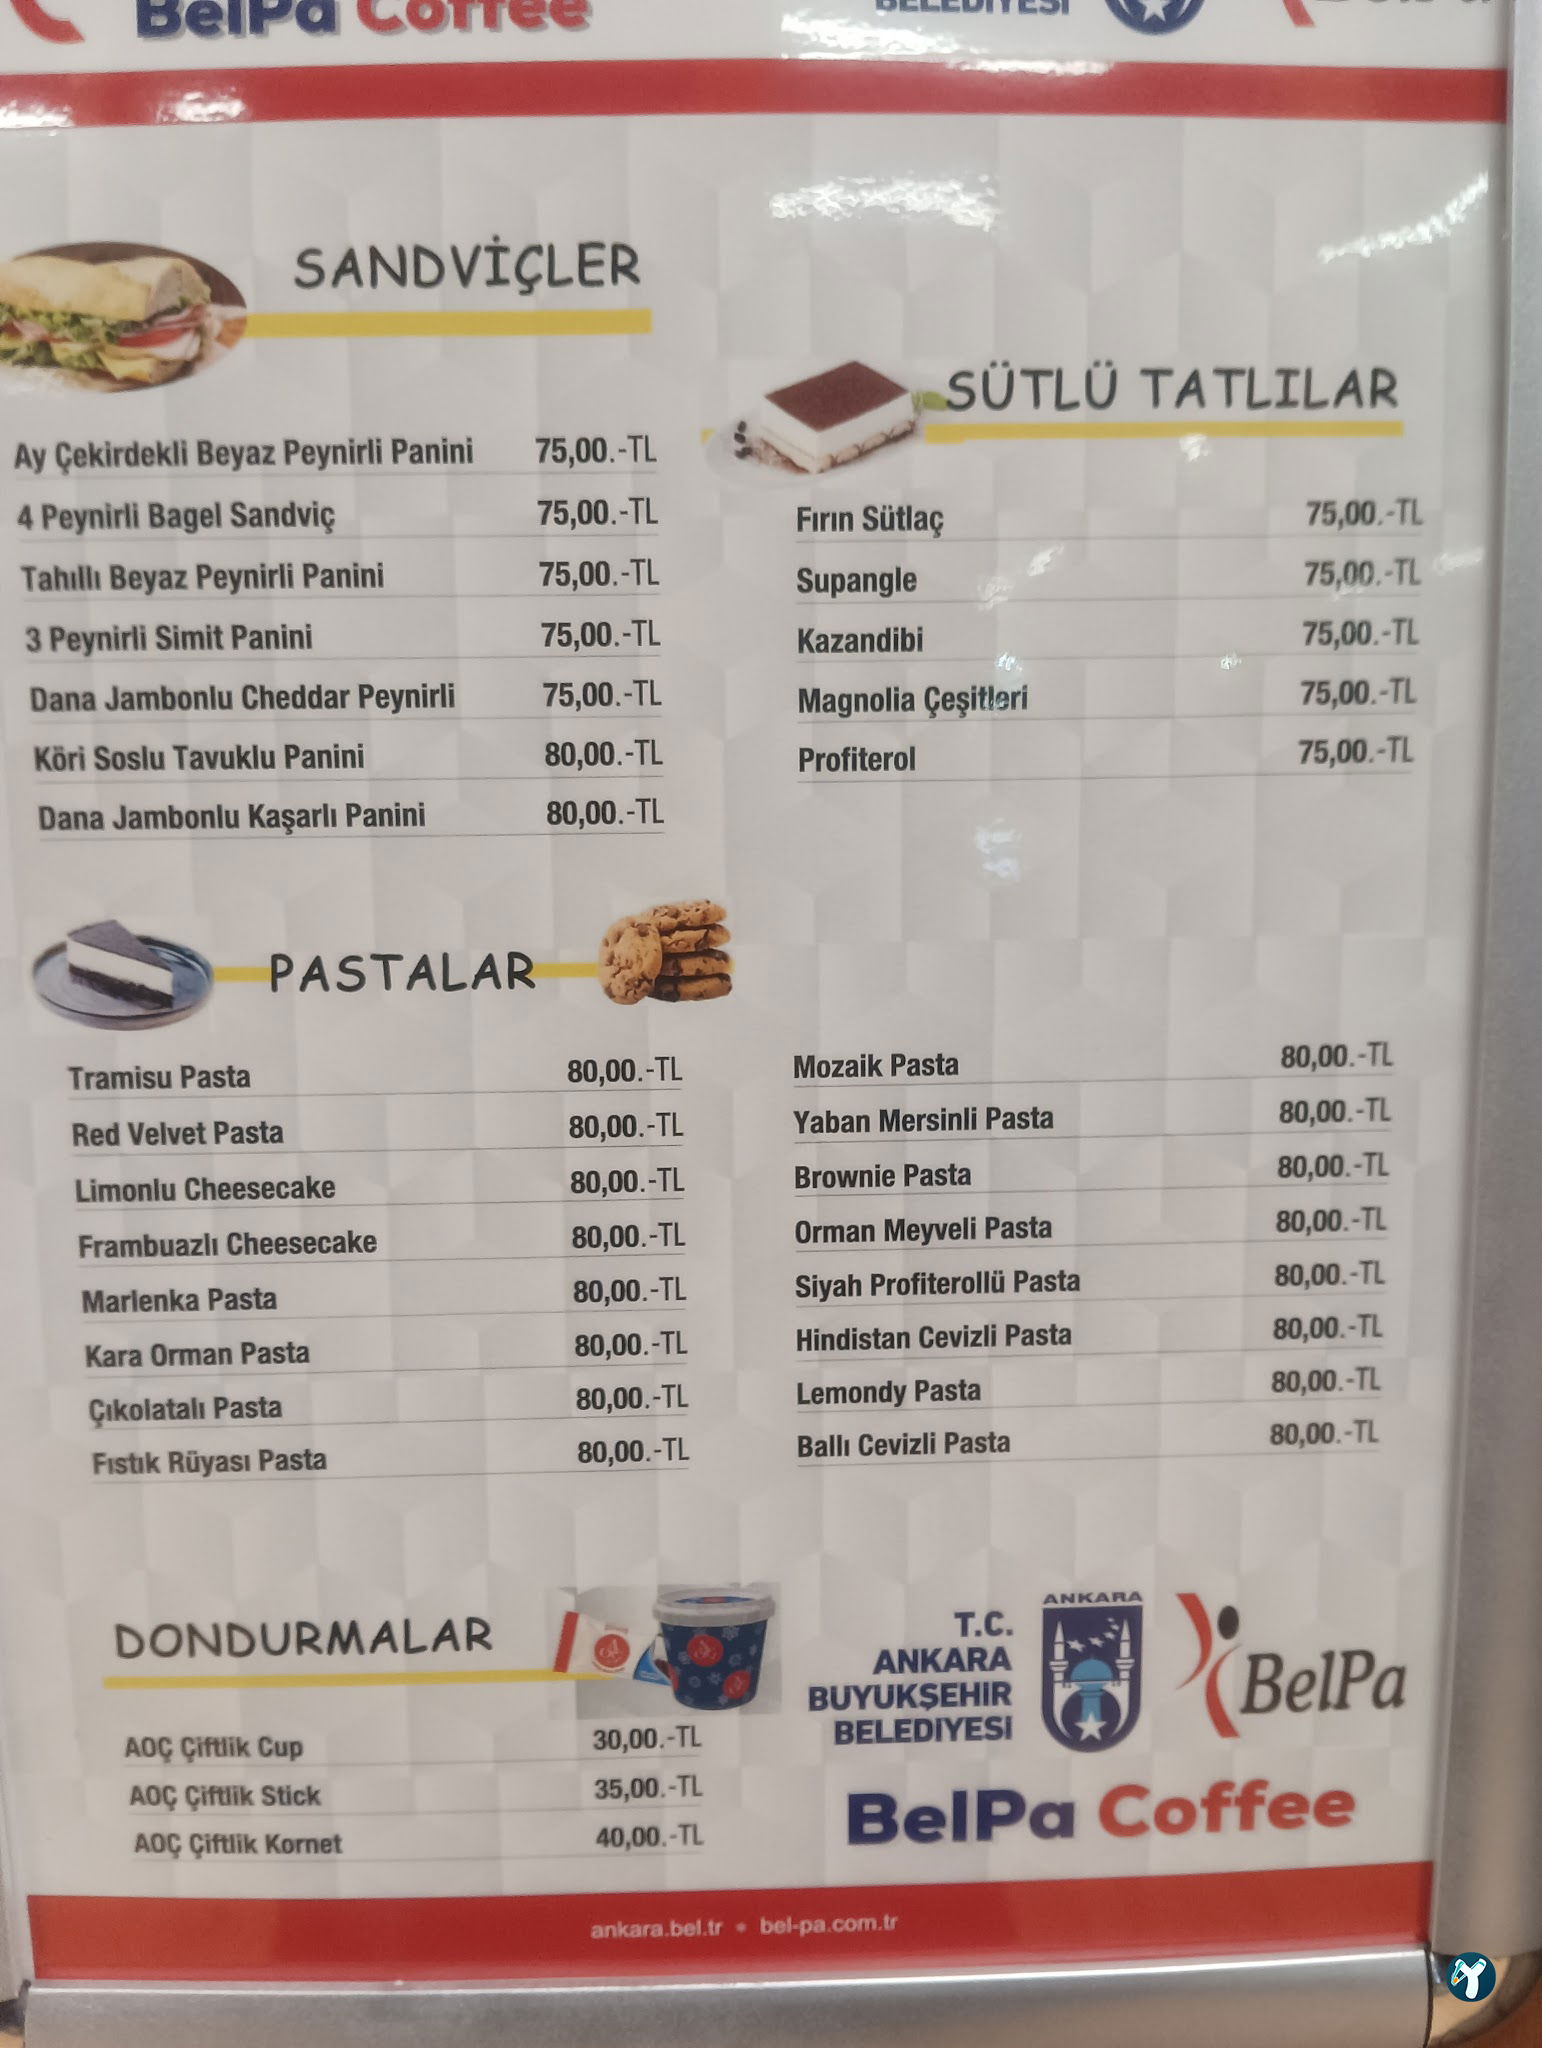 BelPa Coffee
BELEDİYESİ
SANDVİÇLER
Ay Çekirdekli Beyaz Peynirli Panini 75,00.-TL
4 Peynirli Bagel Sandviç 75,00.-TL
Tahıllı Beyaz Peynirli Panini 75,00.-TL
3 Peynirli Simit Panini 75,00.-TL
Dana Jambonlu Cheddar Peynirli 75,00.-TL
Köri Soslu Tavuklu Panini 80,00.-TL
Dana Jambonlu Kaşarlı Panini 80,00.-TL
SÜTLÜ TATLILAR
Fırın Sütlaç 75,00.-TL
Supangle 75,00.-TL
Kazandibi 75,00.-TL
Magnolia Çeşitleri 75,00.-TL
Profiterol 75,00.-TL
PASTALAR
Tramisu Pasta 80,00.-TL
Red Velvet Pasta 80,00.-TL
Limonlu Cheesecake 80,00.-TL
Frambuazlı Cheesecake 80,00.-TL
Marlenka Pasta 80,00.-TL
Kara Orman Pasta 80,00.-TL
Çıkolatalı Pasta 80,00.-TL
Fıstık Rüyası Pasta 80,00.-TL
Mozaik Pasta 80,00.-TL
Yaban Mersinli Pasta 80,00.-TL
Brownie Pasta 80,00.-TL
Orman Meyveli Pasta 80,00.-TL
Siyah Profiterollü Pasta 80,00.-TL
Hindistan Cevizli Pasta 80,00.-TL
Lemondy Pasta 80,00.-TL
Ballı Cevizli Pasta 80,00.-TL
DONDURMALAR
AOÇ Çiftlik Cup 30,00.-TL
AOÇ Çiftlik Stick 35,00.-TL
AOÇ Çiftlik Kornet 40,00.-TL
T.C.
ANKARA
BUYUKŞEHIR
BELEDIYESI
ANKARA
BelPa
BelPa Coffee
ankara.bel.tr • bel-pa.com.tr